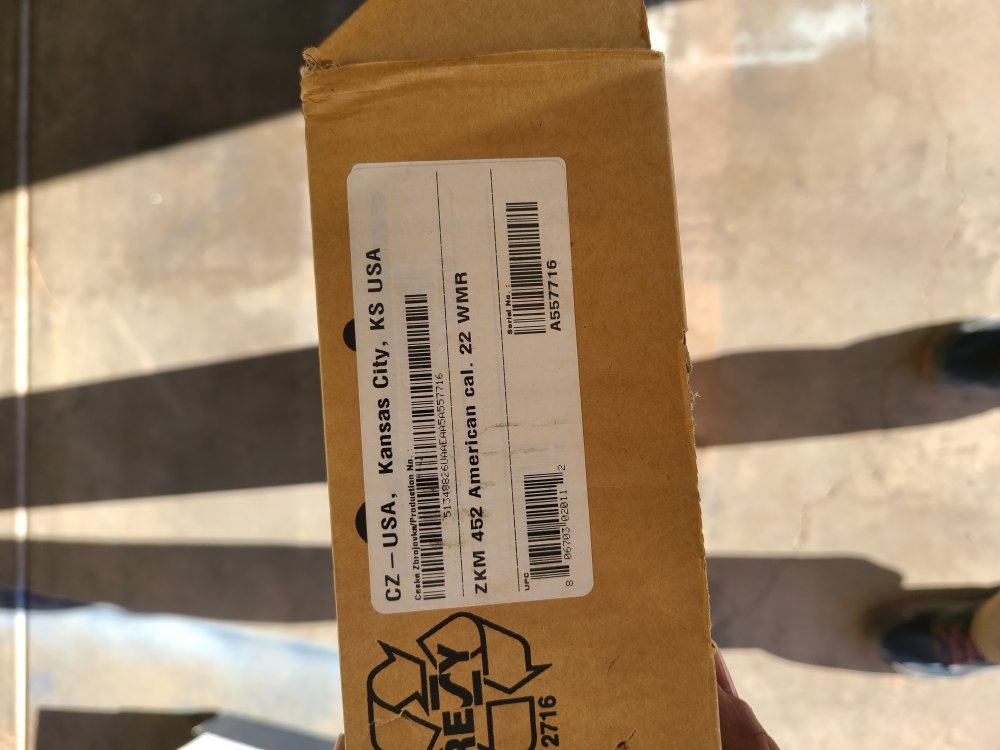 CZ-USA, Kansas City, KS USA
Ceska Zbrojovka/Production No. :
ZKM 452 American cal. 22 WMR
UPC
8 06703 02011 2
Serial No. :
A557716
RESY
2716